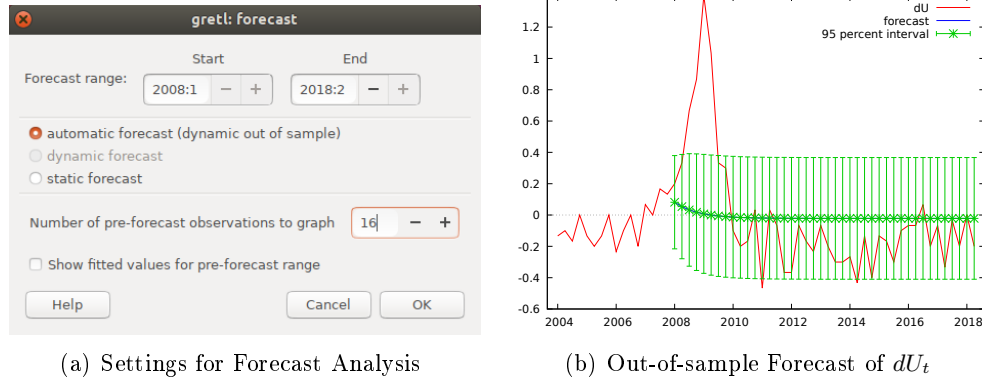 gretl: forecast
Start End
Forecast range: 2008:1 − + 2018:2 − +
automatic forecast (dynamic out of sample)
dynamic forecast
static forecast
Number of pre-forecast observations to graph 16 − +
Show fitted values for pre-forecast range
Help Cancel OK
(a) Settings for Forecast Analysis
dU
forecast
95 percent interval
1.2
1
0.8
0.6
0.4
0.2
0
-0.2
-0.4
-0.6
2004 2006 2008 2010 2012 2014 2016 2018
(b) Out-of-sample Forecast of dUt